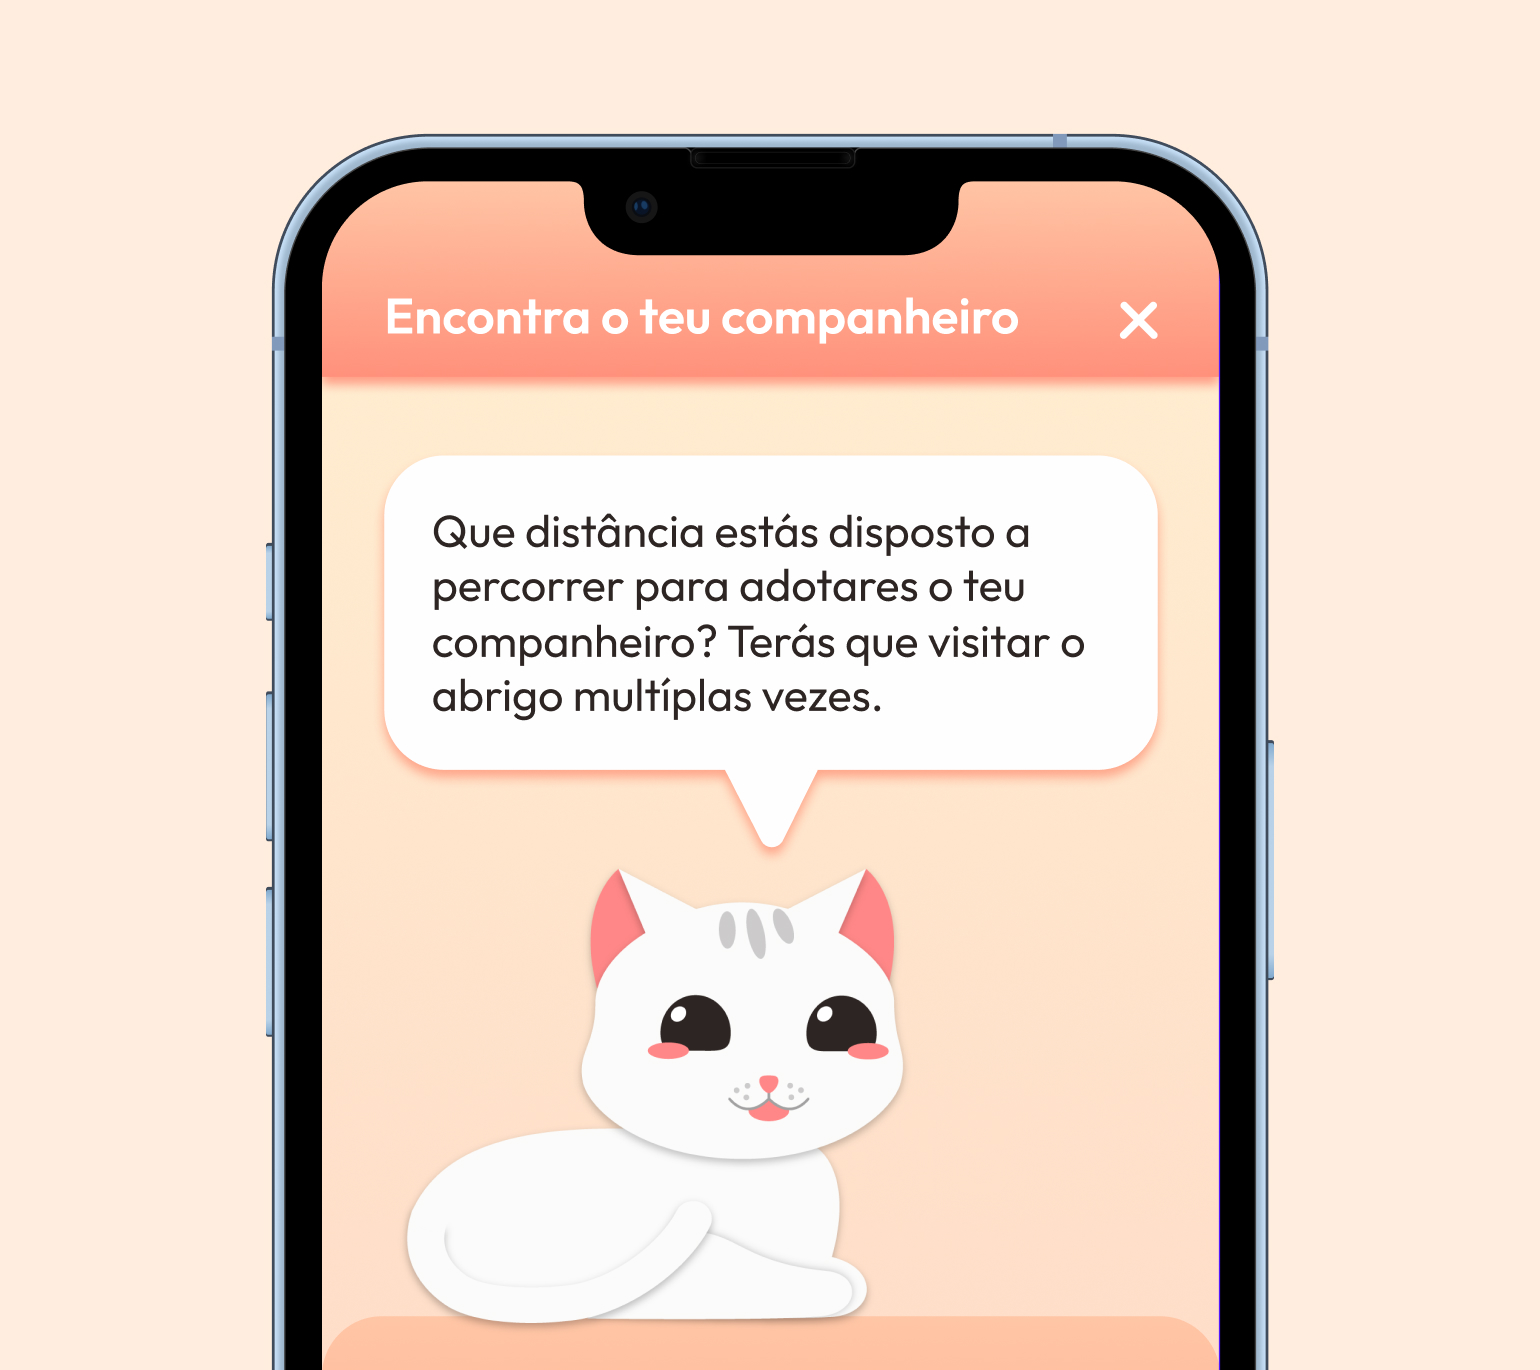 Encontra o teu companheiro
Que distância estás disposto a
percorrer para adotares o teu
companheiro? Terás que visitar o
abrigo multíplas vezes.